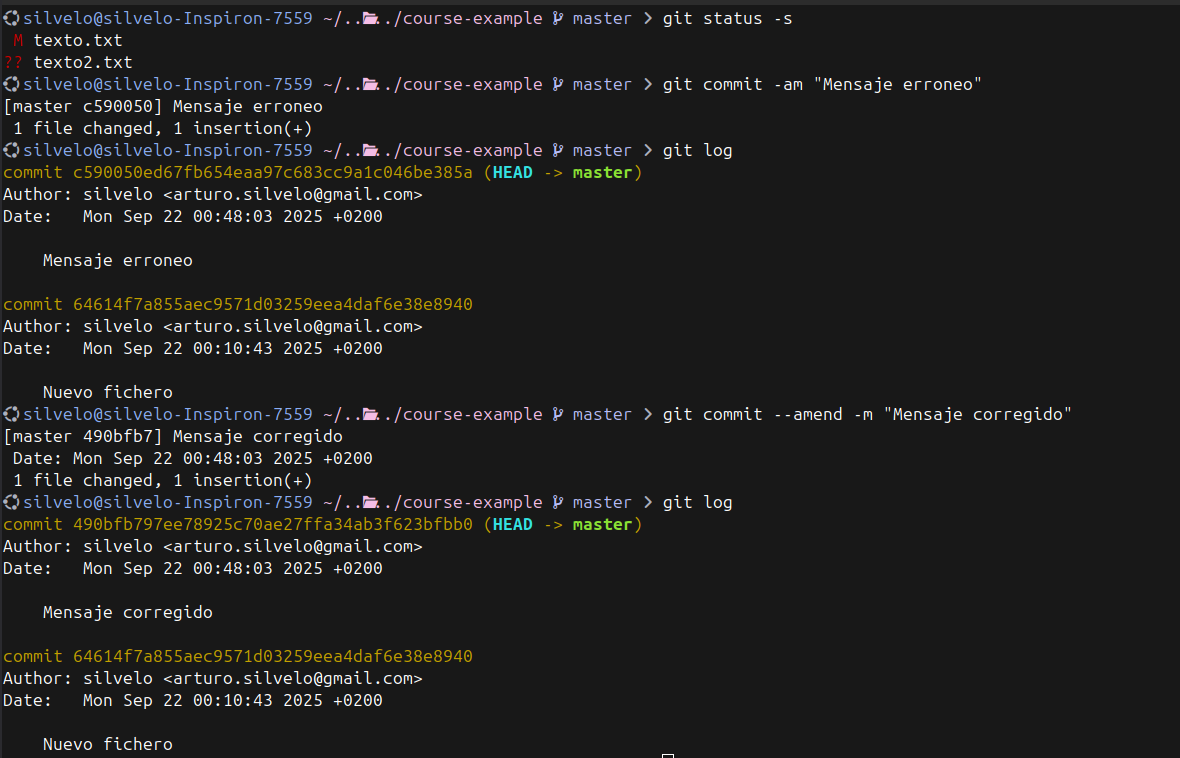 silvelo@silvelo-Inspiron-7559 ~/../../course-example master > git status -s
 M texto.txt
?? texto2.txt
silvelo@silvelo-Inspiron-7559 ~/../../course-example master > git commit -am "Mensaje erroneo"
[master c590050] Mensaje erroneo
 1 file changed, 1 insertion(+)
silvelo@silvelo-Inspiron-7559 ~/../../course-example master > git log
commit c590050ed67fb654eaa97c683cc9a1c046be385a (HEAD -> master)
Author: silvelo <arturo.silvelo@gmail.com>
Date:   Mon Sep 22 00:48:03 2025 +0200

    Mensaje erroneo

commit 64614f7a855aec9571d03259eea4daf6e38e8940
Author: silvelo <arturo.silvelo@gmail.com>
Date:   Mon Sep 22 00:10:43 2025 +0200

    Nuevo fichero
silvelo@silvelo-Inspiron-7559 ~/../../course-example master > git commit --amend -m "Mensaje corregido"
[master 490bfb7] Mensaje corregido
 Date: Mon Sep 22 00:48:03 2025 +0200
 1 file changed, 1 insertion(+)
silvelo@silvelo-Inspiron-7559 ~/../../course-example master > git log
commit 490bfb797ee78925c70ae27ffa34ab3f623bfbb0 (HEAD -> master)
Author: silvelo <arturo.silvelo@gmail.com>
Date:   Mon Sep 22 00:48:03 2025 +0200

    Mensaje corregido

commit 64614f7a855aec9571d03259eea4daf6e38e8940
Author: silvelo <arturo.silvelo@gmail.com>
Date:   Mon Sep 22 00:10:43 2025 +0200

    Nuevo fichero